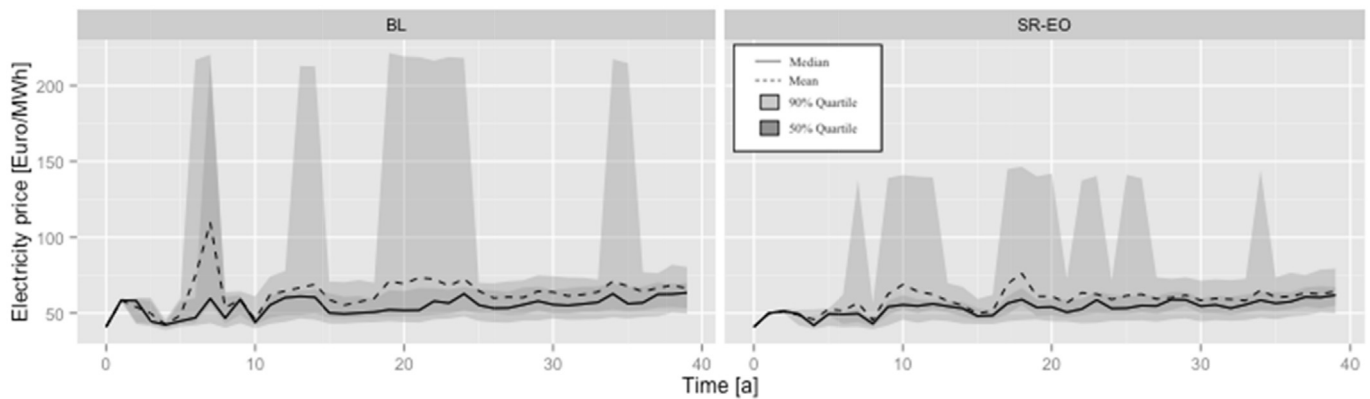 BL
SR-EO
Electricity price [Euro/MWh]
200
150
100
50
Median
Mean
90% Quartile
50% Quartile
0 10 20 30 40
0 10 20 30 40
Time [a]